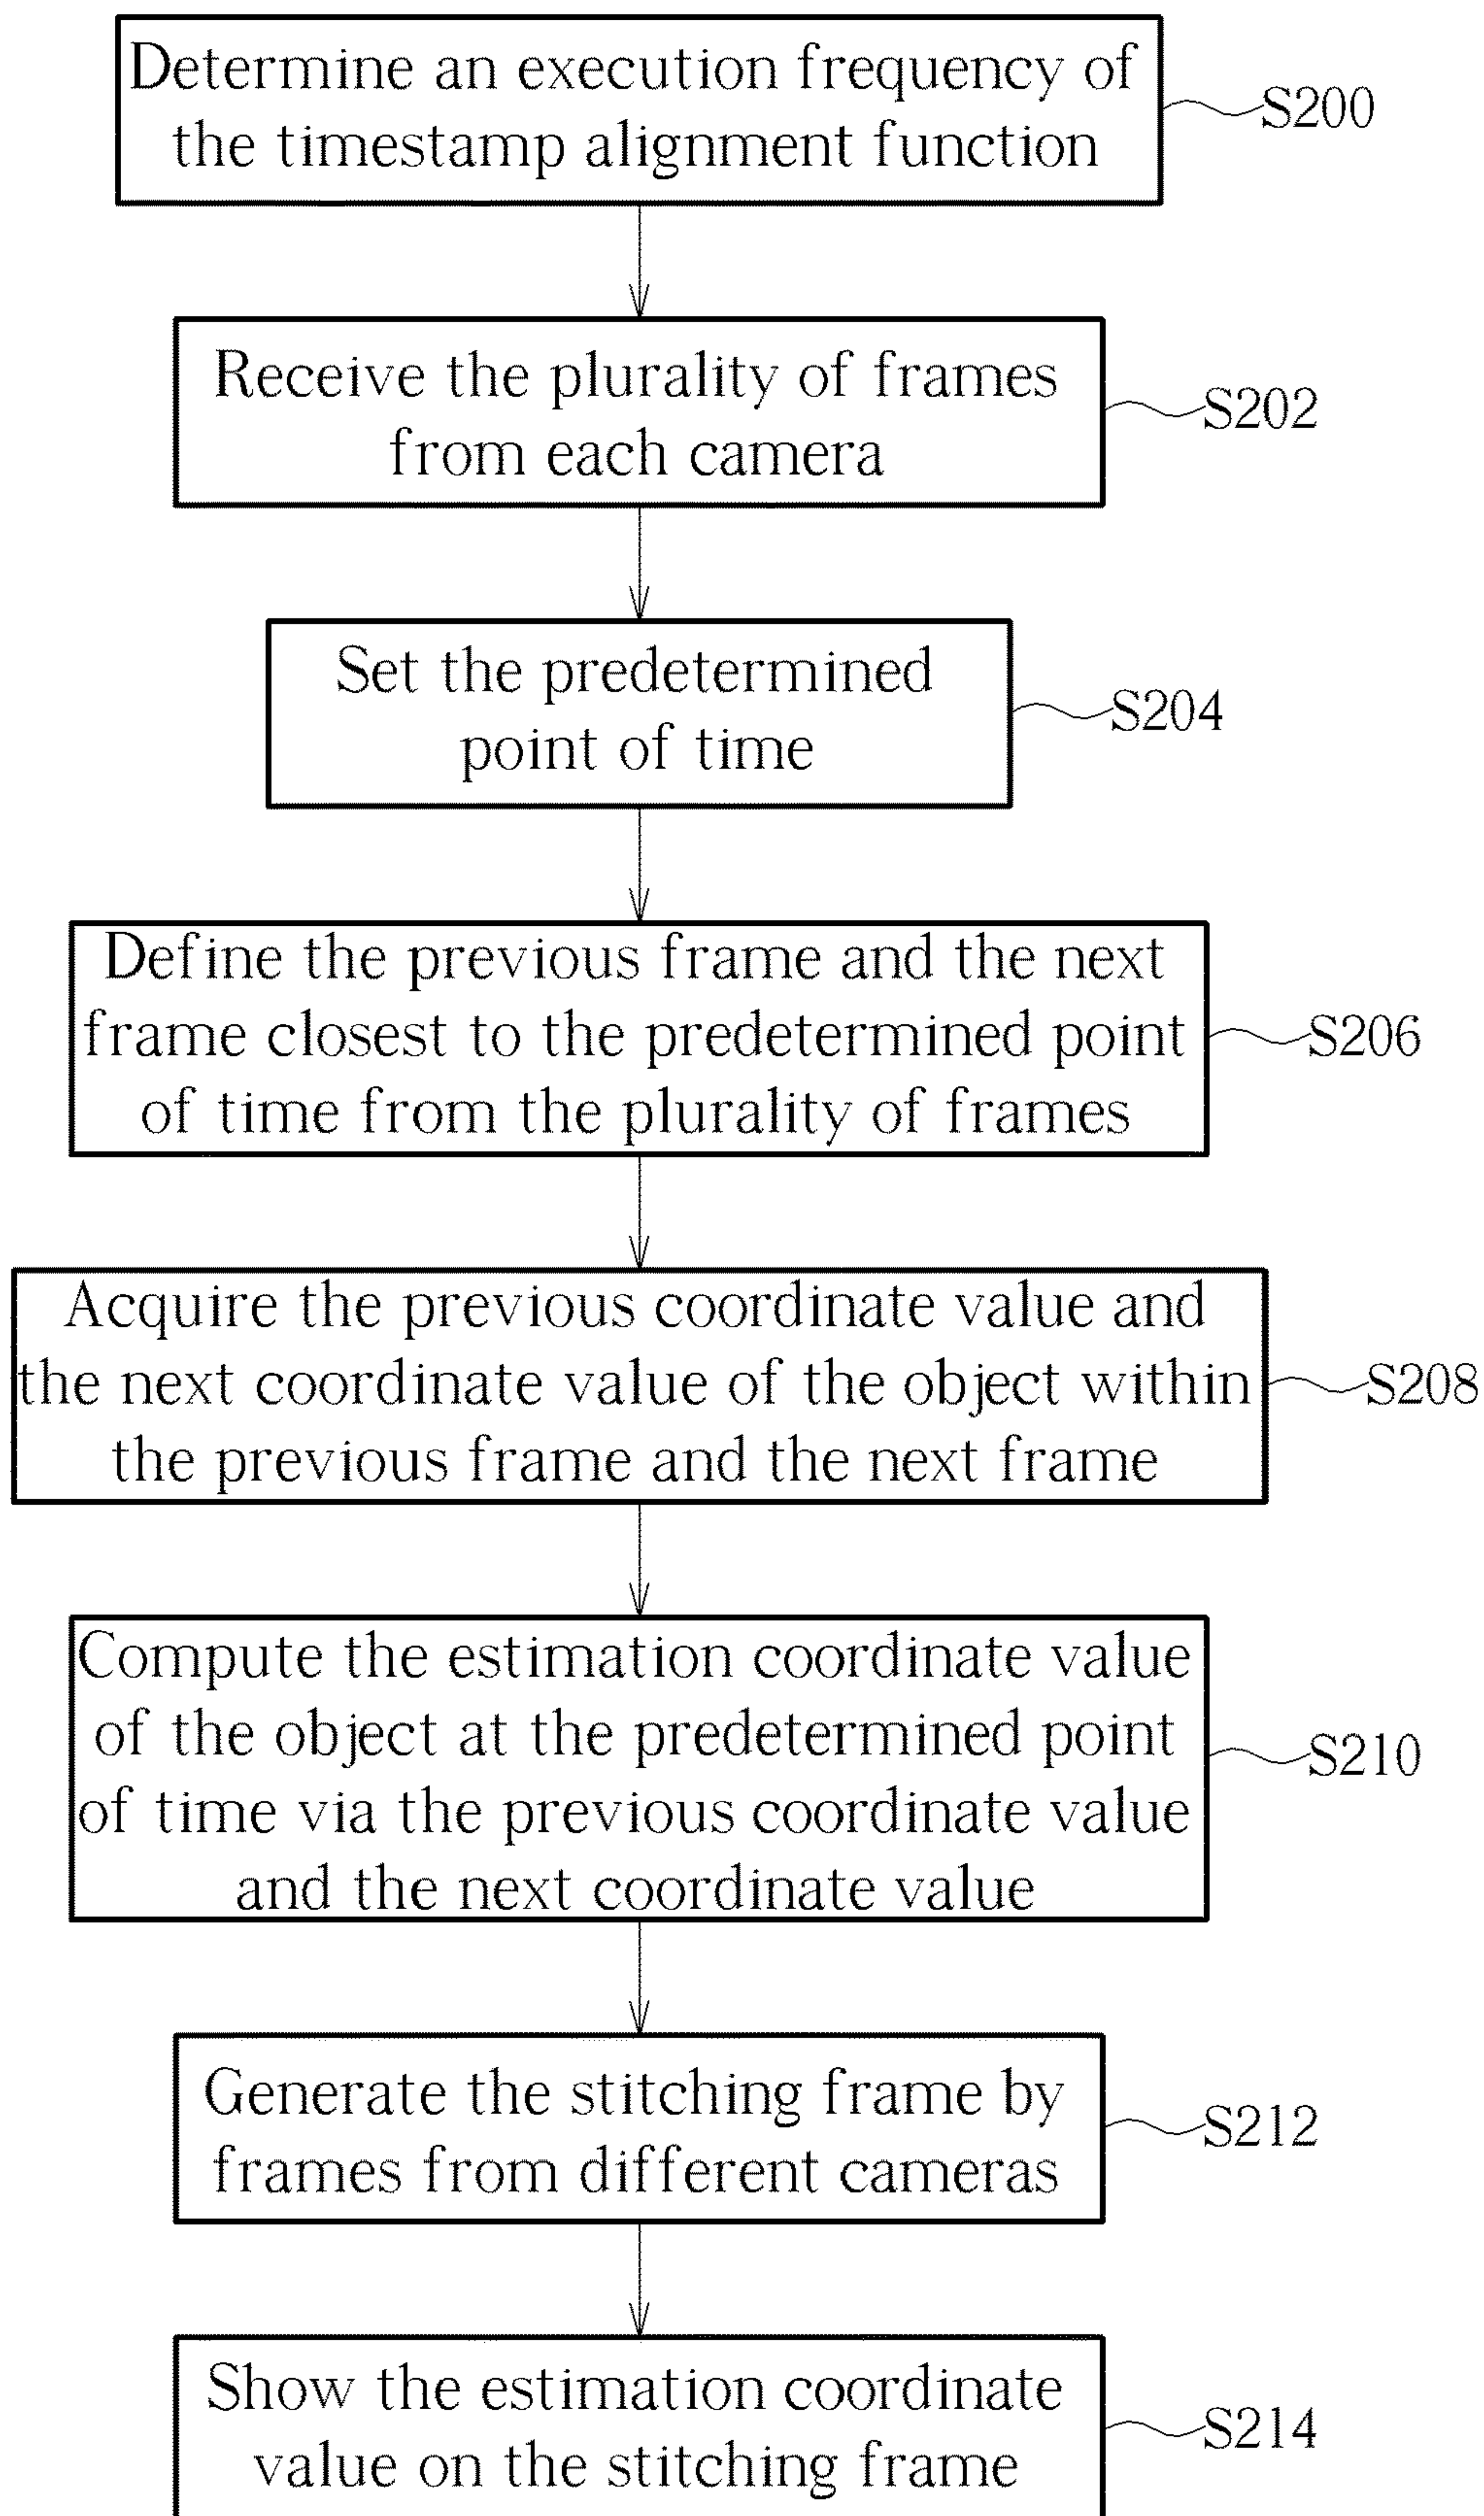 Determine an execution frequency of
the timestamp alignment function
S200
Receive the plurality of frames
from each camera
S202
Set the predetermined
point of time
S204
Define the previous frame and the next
frame closest to the predetermined point
of time from the plurality of frames
S206
Acquire the previous coordinate value and
the next coordinate value of the object within
the previous frame and the next frame
S208
Compute the estimation coordinate value
of the object at the predetermined point
of time via the previous coordinate value
and the next coordinate value
S210
Generate the stitching frame by
frames from different cameras
S212
Show the estimation coordinate
value on the stitching frame
S214